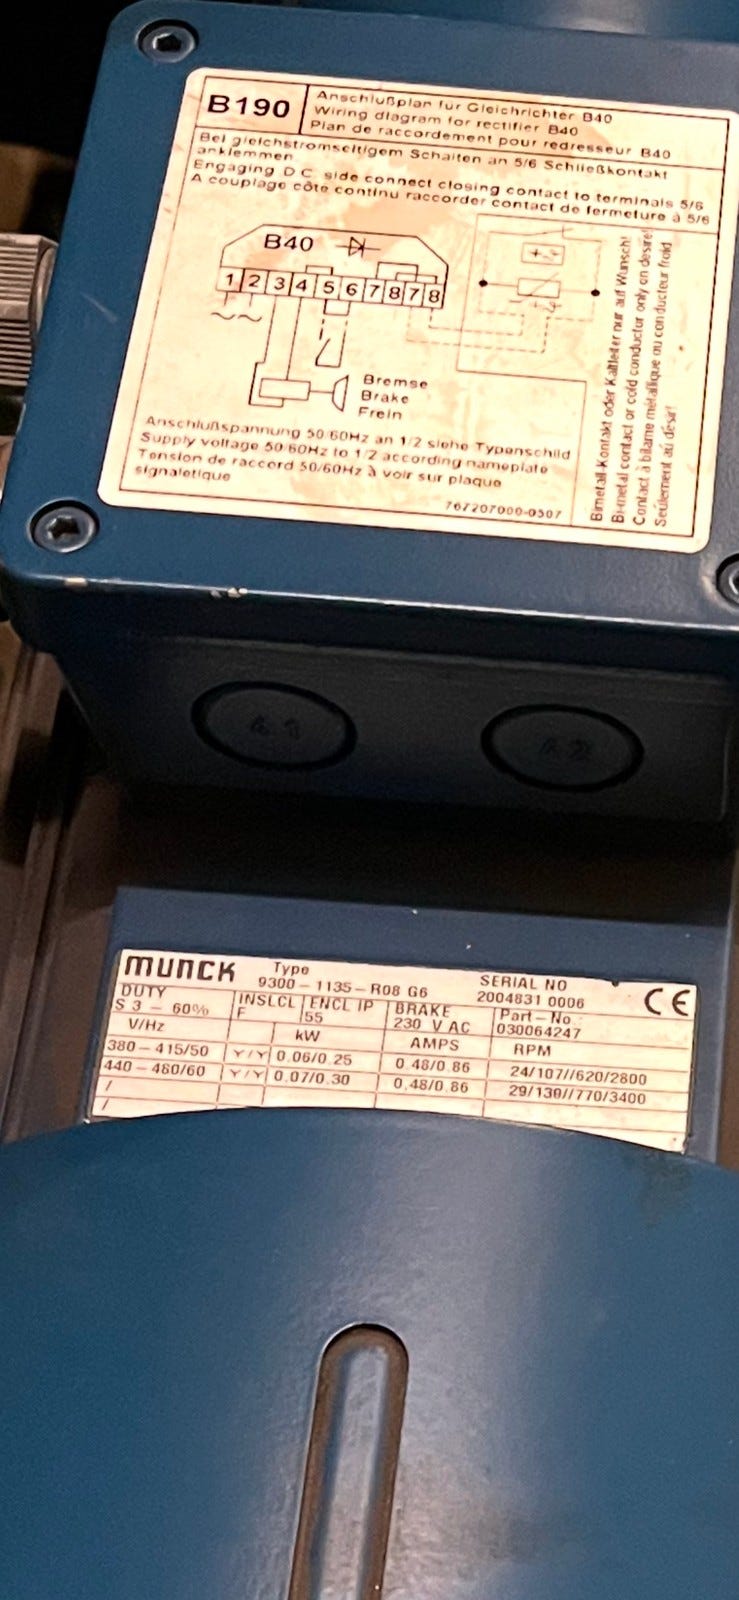 B190
Anschlußplan für Gleichrichter B40
Wiring diagram for rectifier B40
Plan de raccordement pour redresseur B40
Bei gleichstromseitigem Schalten an 5/6 Schließkontakt
anklemmen
Engaging D C side connect closing contact to terminals 5/6
A couplage côte continu raccorder contact de fermeture à 5/6
B40
1 2 3 4 5 6 7 8 7 8
Bremse
Brake
Frein
Anschlußspannung 50 60Hz an 1/2 siehe Typenschild
Supply voltage 50 60Hz to 1/2 according nameplate
Tension de raccord 50/60Hz à voir sur plaque
signaletique
767207000-0507
Bimetall-Kontakt oder Kaltleiter nur auf Wunsch!
Bi-metal contact or cold conductor only on desire!
Contact à bilame métallique ou conducteur froid
Seulement aú désir!
41
42
MUNCK
Type
9300-1135-R08 G6
SERIAL NO
2004831 0006
CE
DUTY
S 3 - 60%
INSLCL
F
ENCL IP
55
BRAKE
230 V AC
Part-No.:
030064247
V/Hz kW AMPS RPM
380-415/50 Y/Y 0.06/0.25 0.48/0.86 24/107//620/2800
440-480/60 Y/Y 0.07/0.30 0.48/0.86 29/130//770/3400
/
/